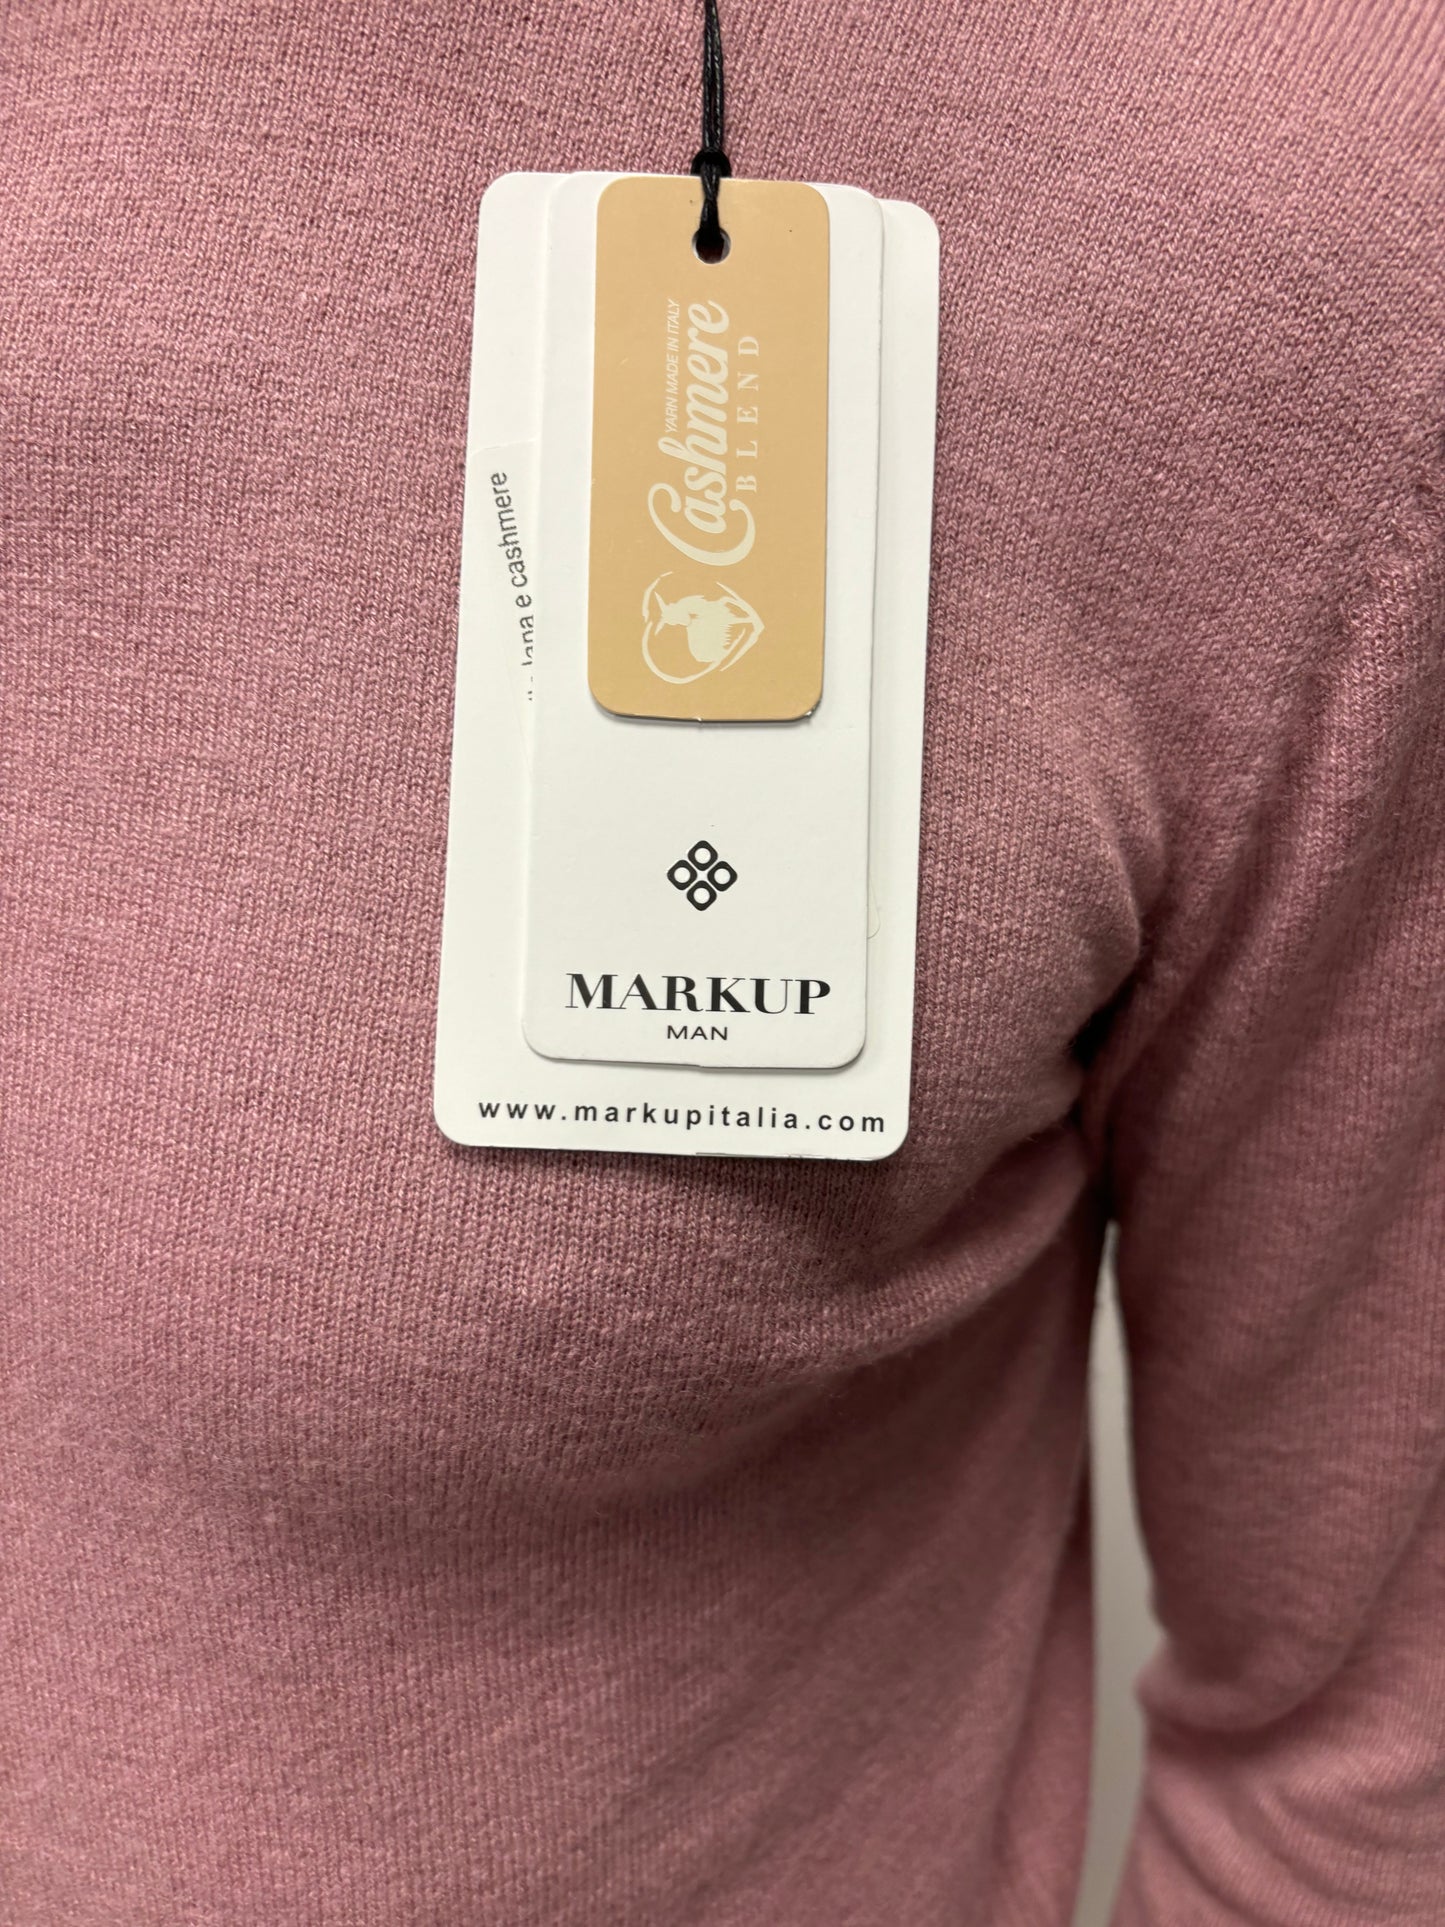 YARN MADE IN ITALY
Cashmere
BLEND
lana e cashmere
MARKUP
MAN
www.markupitalia.com